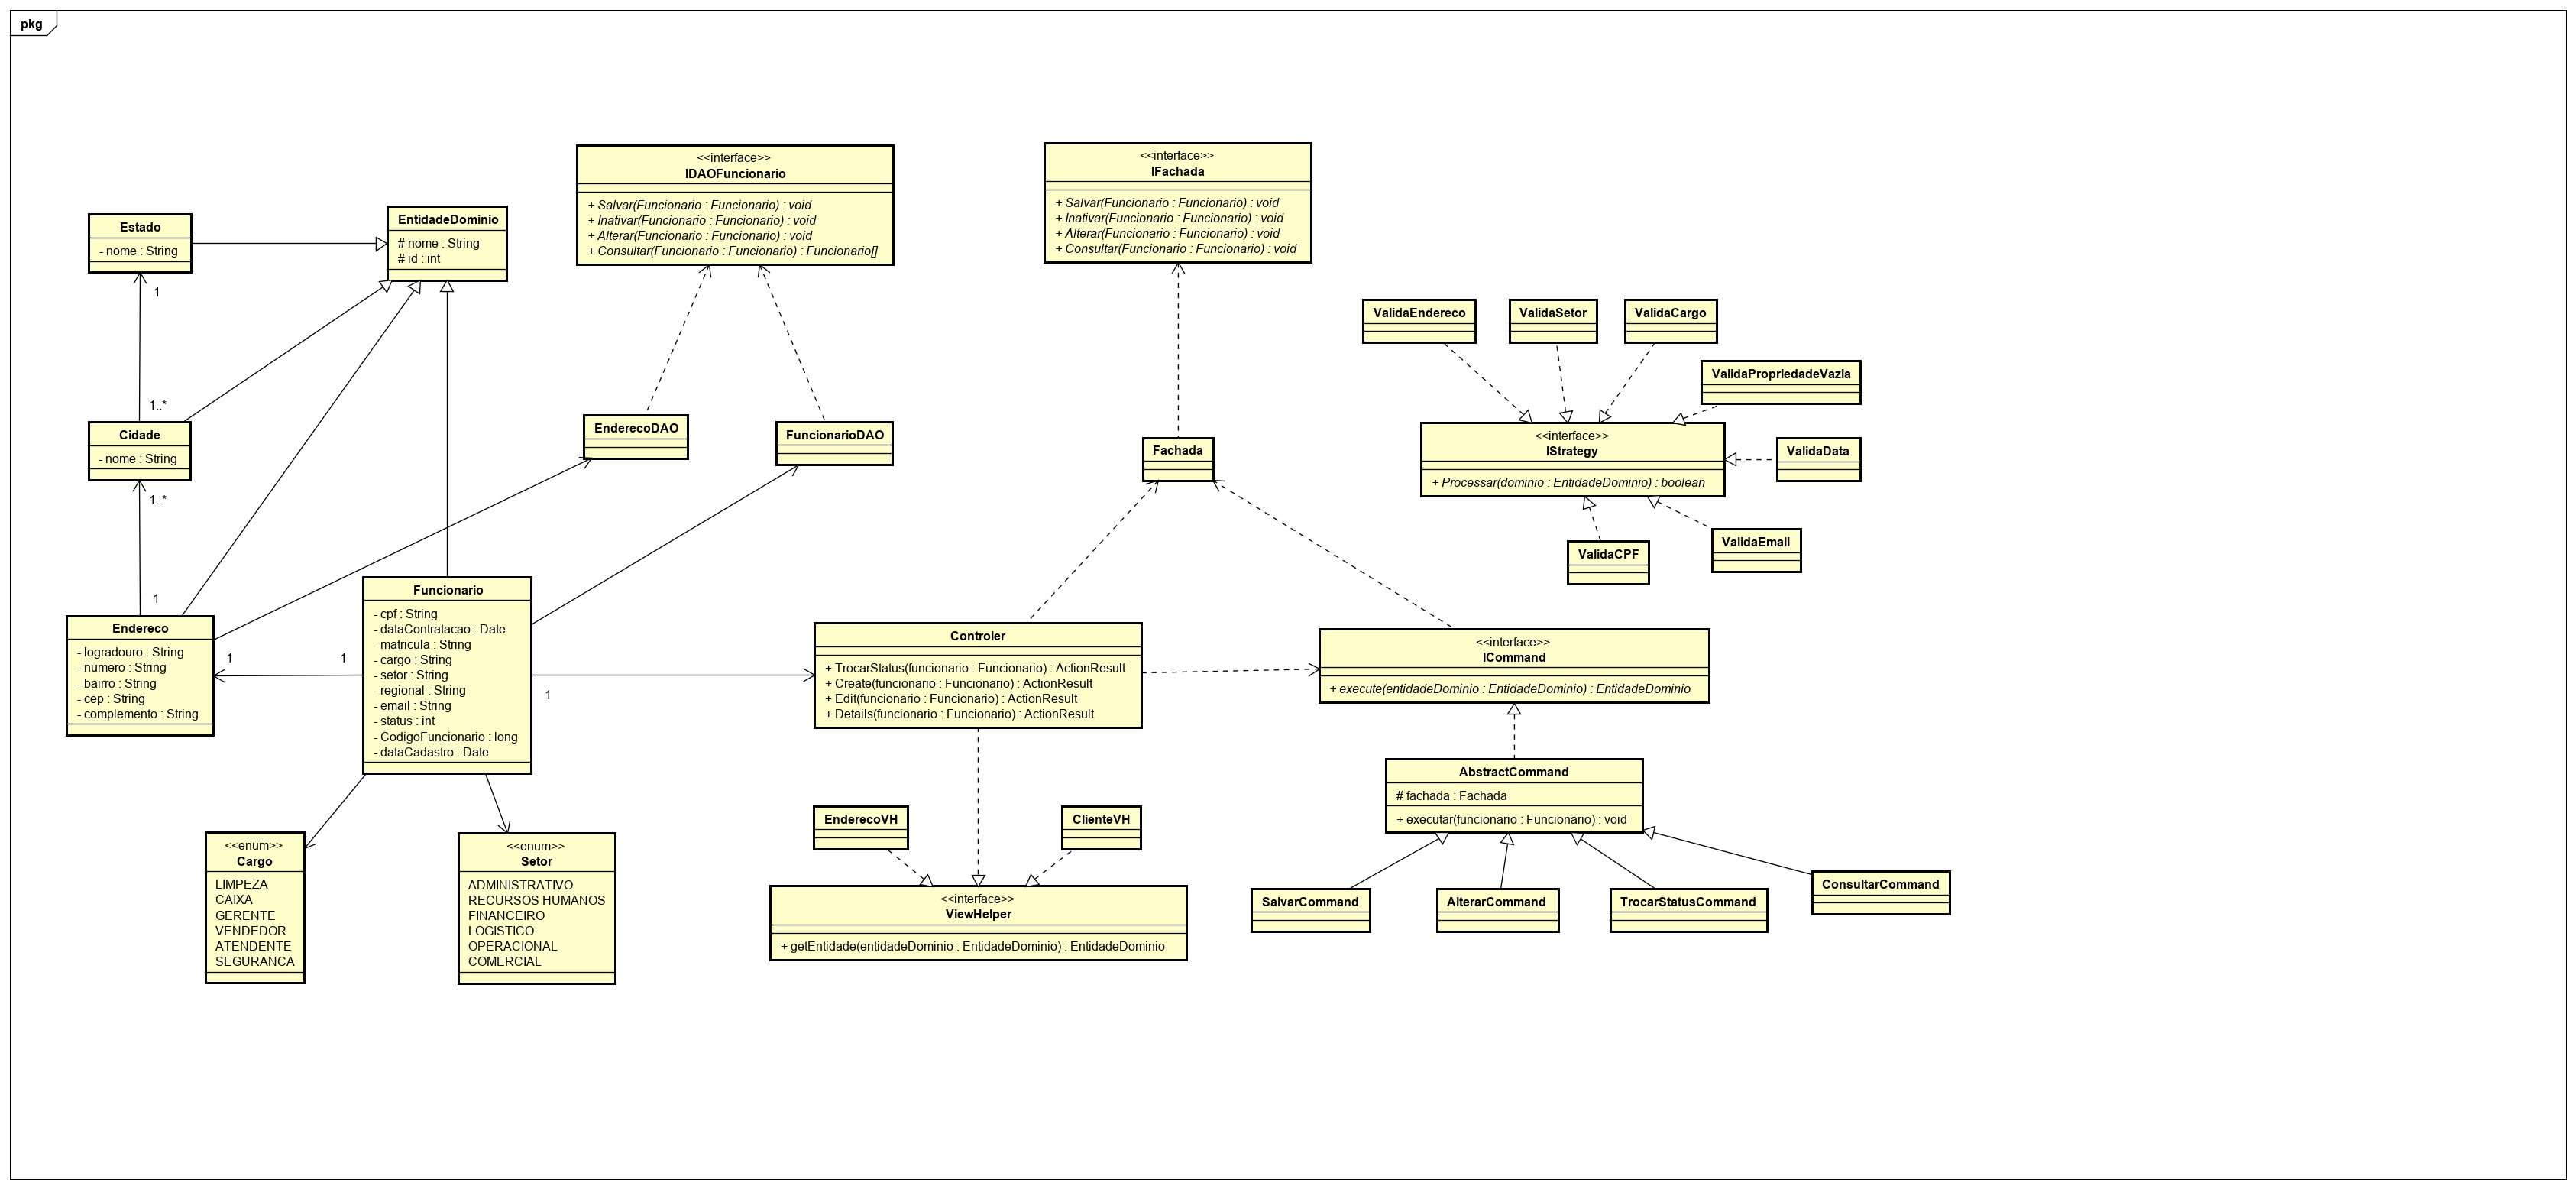 pkg
Estado
- nome : String
EntidadeDominio
# nome : String
# id : int
<<interface>>
IDAOFuncionario
+ Salvar(Funcionario : Funcionario) : void
+ Inativar(Funcionario : Funcionario) : void
+ Alterar(Funcionario : Funcionario) : void
+ Consultar(Funcionario : Funcionario) : Funcionario[]
<<interface>>
IFachada
+ Salvar(Funcionario : Funcionario) : void
+ Inativar(Funcionario : Funcionario) : void
+ Alterar(Funcionario : Funcionario) : void
+ Consultar(Funcionario : Funcionario) : void
1
1..*
Cidade
- nome : String
1..*
1
EnderecoDAO
FuncionarioDAO
Fachada
ValidaEndereco
ValidaSetor
ValidaCargo
ValidaPropriedadeVazia
<<interface>>
IStrategy
+ Processar(dominio : EntidadeDominio) : boolean
ValidaData
ValidaCPF
ValidaEmail
Endereco
- logradouro : String
- numero : String
- bairro : String
- cep : String
- complemento : String
1
1
Funcionario
- cpf : String
- dataContratacao : Date
- matricula : String
- cargo : String
- setor : String
- regional : String
- email : String
- status : int
- CodigoFuncionario : long
- dataCadastro : Date
1
Controler
+ TrocarStatus(funcionario : Funcionario) : ActionResult
+ Create(funcionario : Funcionario) : ActionResult
+ Edit(funcionario : Funcionario) : ActionResult
+ Details(funcionario : Funcionario) : ActionResult
<<interface>>
ICommand
+ execute(entidadeDominio : EntidadeDominio) : EntidadeDominio
AbstractCommand
# fachada : Fachada
+ executar(funcionario : Funcionario) : void
<<enum>>
Cargo
LIMPEZA
CAIXA
GERENTE
VENDEDOR
ATENDENTE
SEGURANCA
<<enum>>
Setor
ADMINISTRATIVO
RECURSOS HUMANOS
FINANCEIRO
LOGISTICO
OPERACIONAL
COMERCIAL
EnderecoVH
ClienteVH
<<interface>>
ViewHelper
+ getEntidade(entidadeDominio : EntidadeDominio) : EntidadeDominio
SalvarCommand
AlterarCommand
TrocarStatusCommand
ConsultarCommand